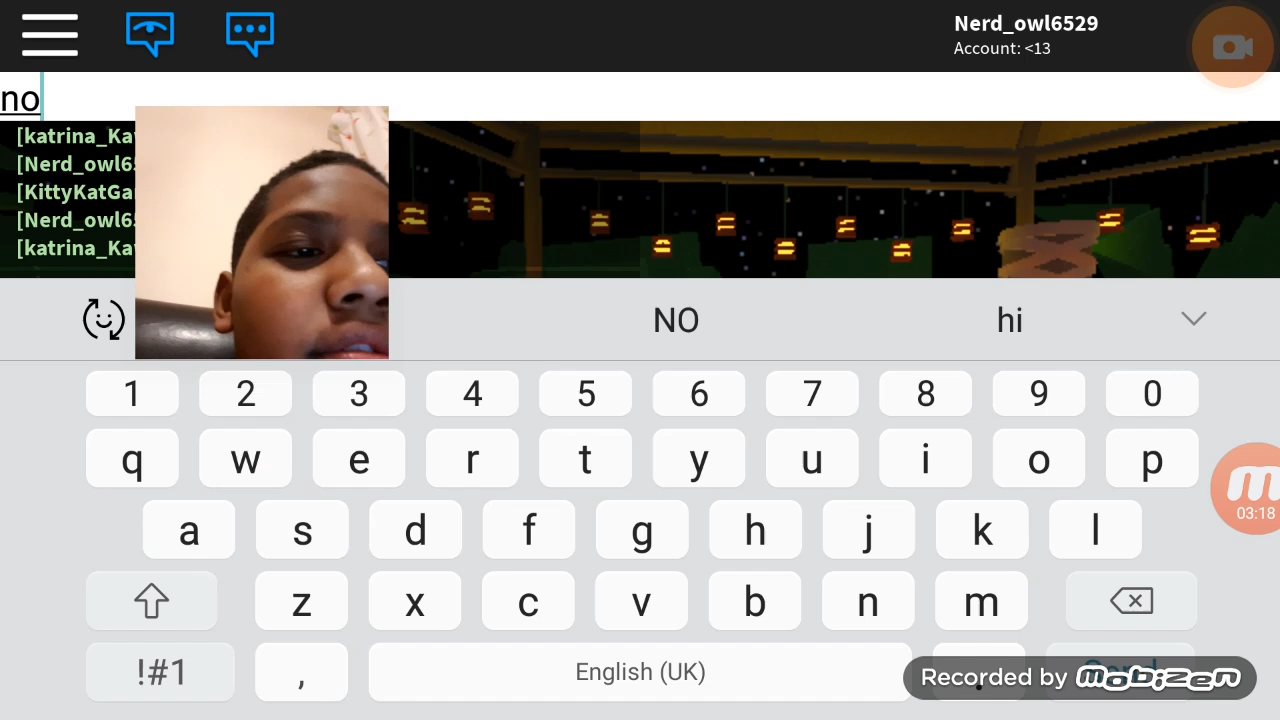 Nerd_owl6529
Account: <13
no
[katrina_Ka
[Nerd_owl6
[KittyKatGa
[Nerd_owl6
[katrina_Ka
NO
hi
1 2 3 4 5 6 7 8 9 0
q w e r t y u i o p
03:18
a s d f g h j k l
z x c v b n m
!#1 , English (UK) .
Recorded by mobizen